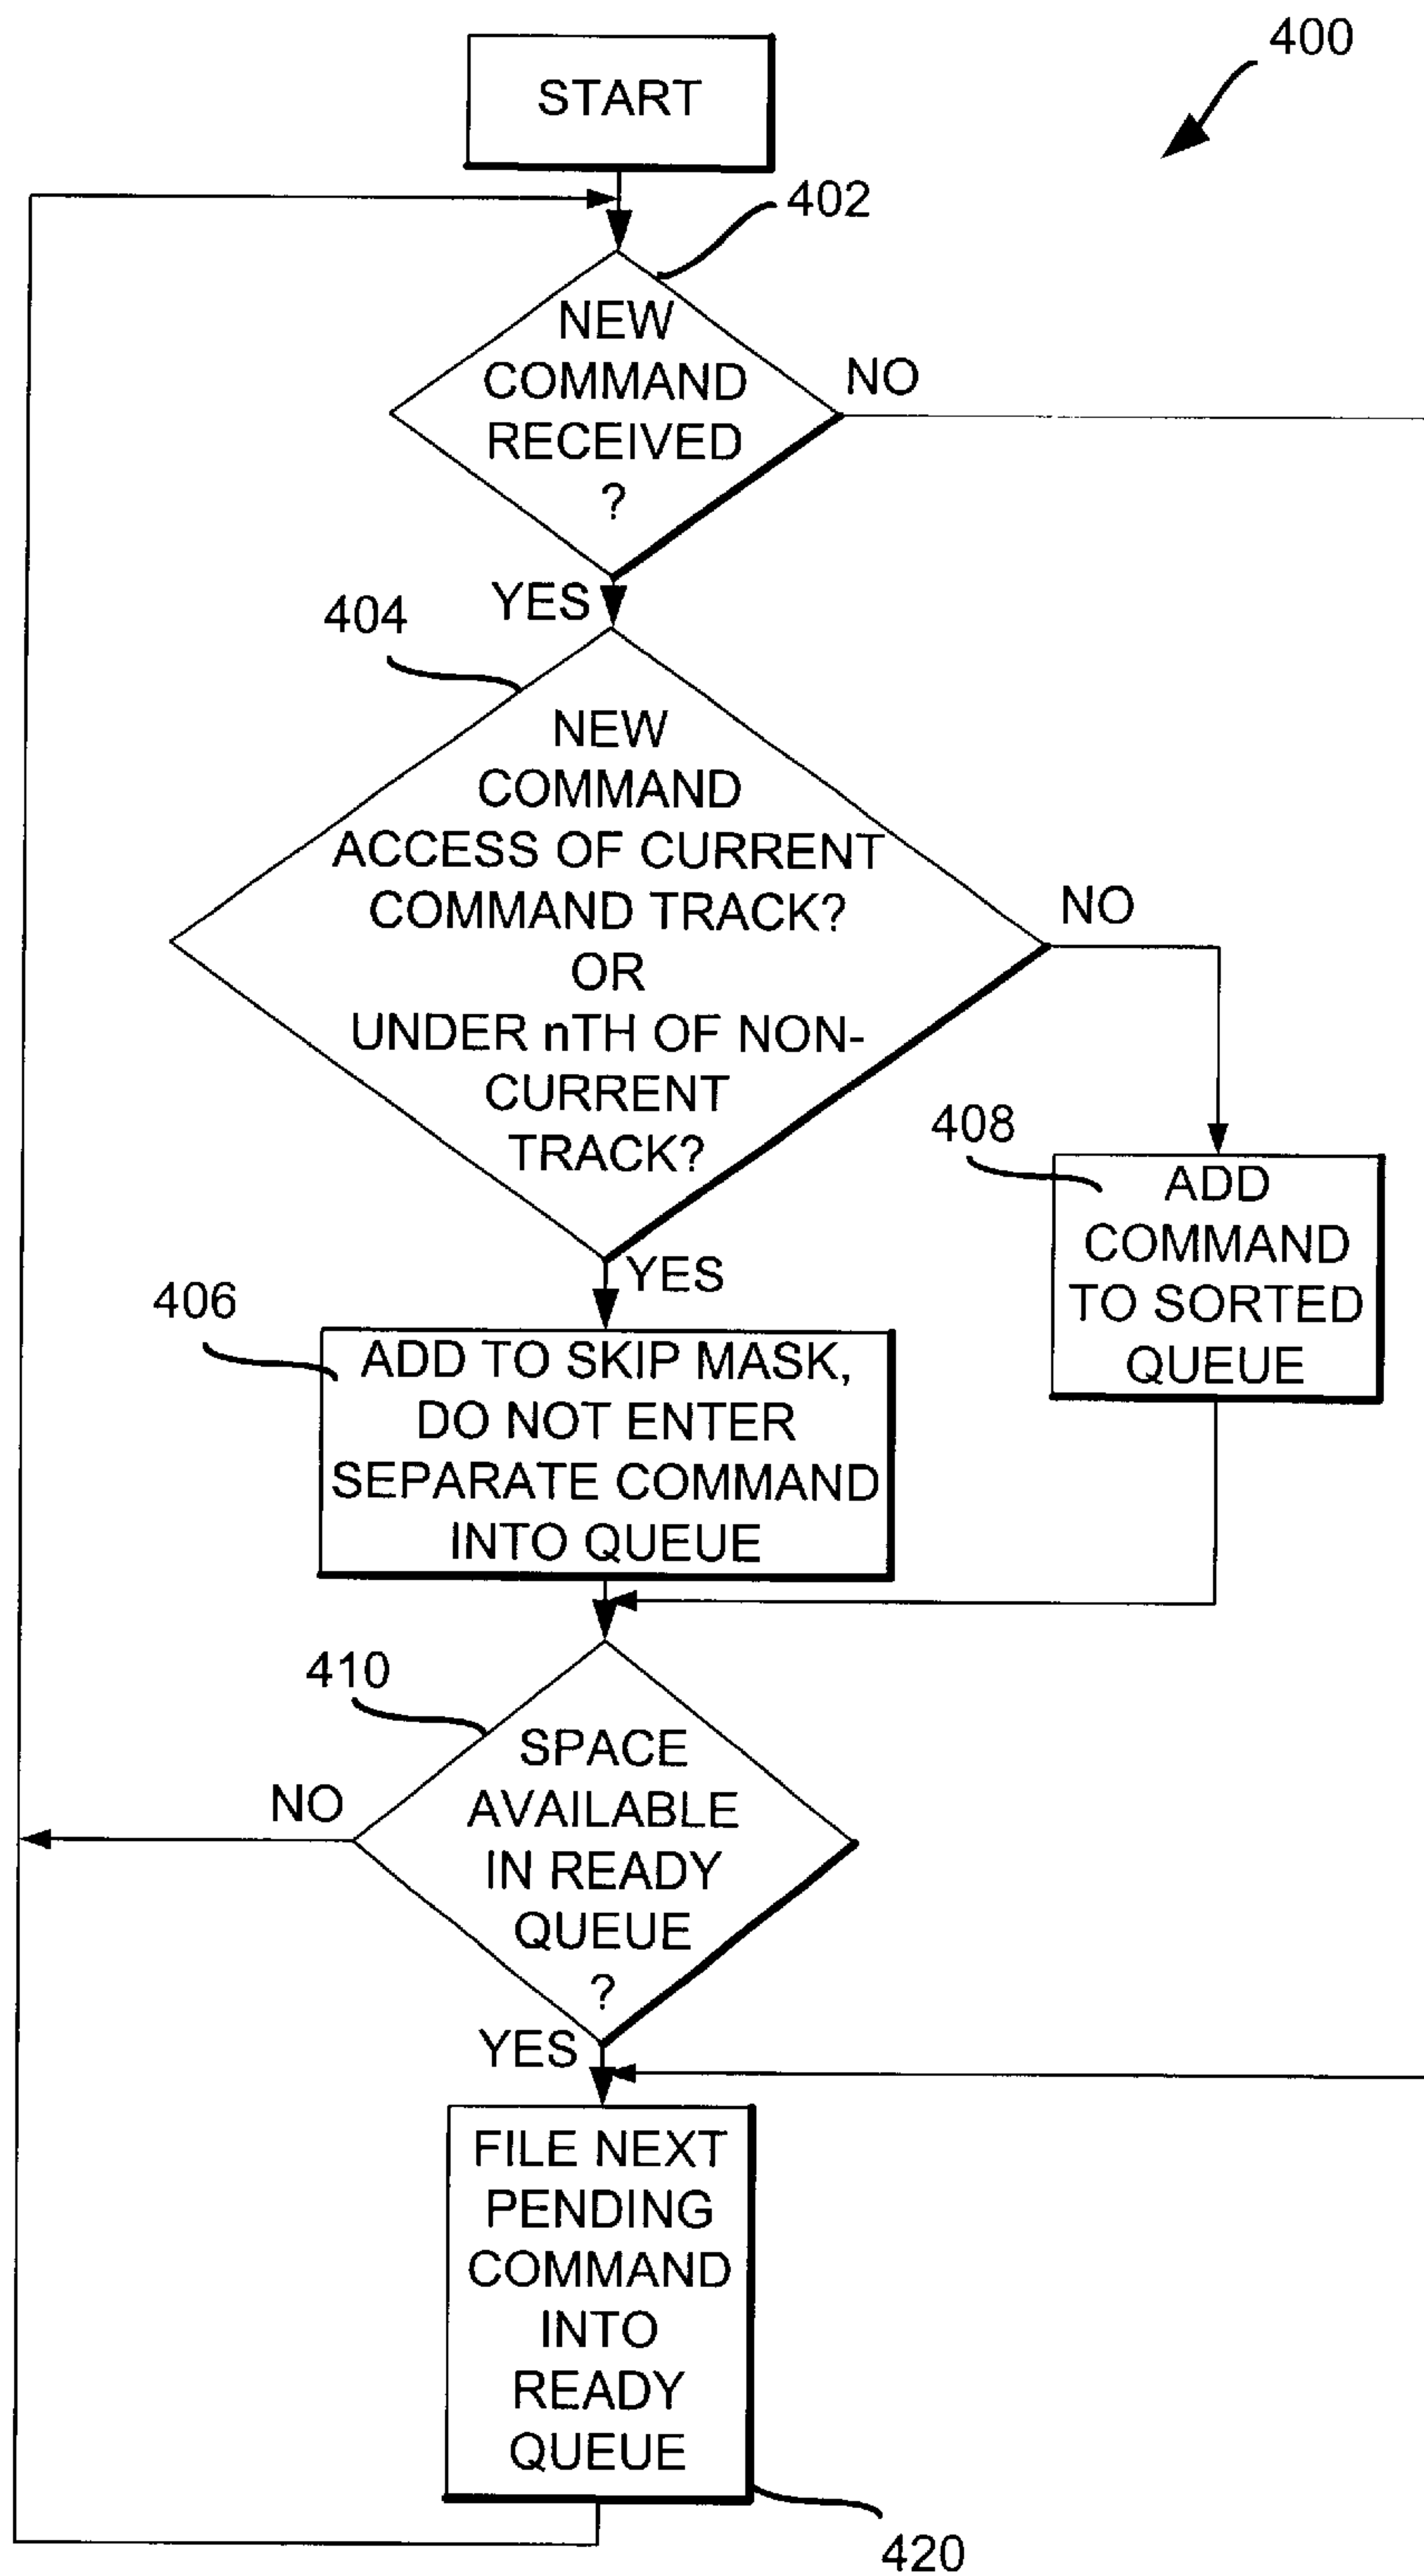 400
START
402
NEW
COMMAND
RECEIVED
?
NO
YES
404
NEW
COMMAND
ACCESS OF CURRENT
COMMAND TRACK?
OR
UNDER nTH OF NON-
CURRENT
TRACK?
NO
408
ADD
COMMAND
TO SORTED
QUEUE
YES
406
ADD TO SKIP MASK,
DO NOT ENTER
SEPARATE COMMAND
INTO QUEUE
410
SPACE
AVAILABLE
IN READY
QUEUE
?
NO
YES
FILE NEXT
PENDING
COMMAND
INTO
READY
QUEUE
420